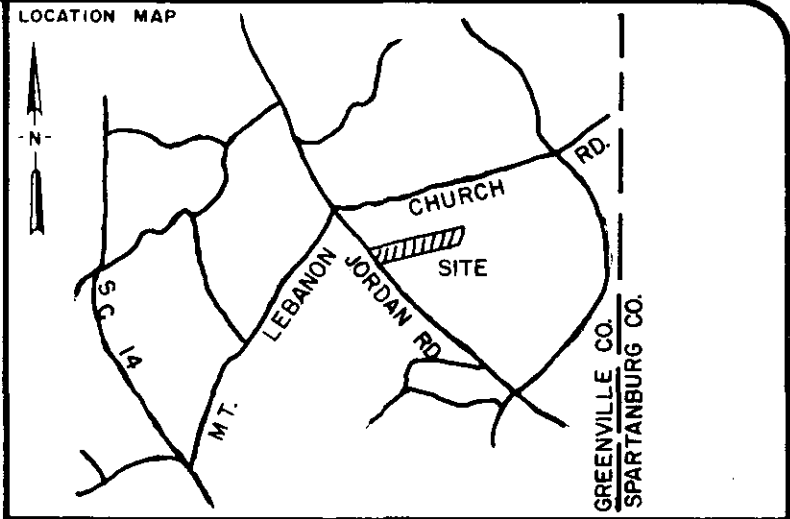 LOCATION MAP
-N-
CHURCH
RD.
SITE
MT. LEBANON
JORDAN RD.
S.C. 14
GREENVILLE CO.
SPARTANBURG CO.